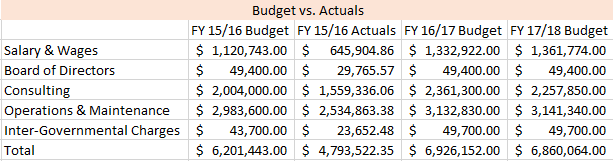 Budget vs. Actuals
FY 15/16 Budget FY 15/16 Actuals FY 16/17 Budget FY 17/18 Budget
Salary & Wages $ 1,120,743.00 $ 645,904.86 $ 1,332,922.00 $ 1,361,774.00
Board of Directors $ 49,400.00 $ 29,765.57 $ 49,400.00 $ 49,400.00
Consulting $ 2,004,000.00 $ 1,559,336.06 $ 2,361,300.00 $ 2,257,850.00
Operations & Maintenance $ 2,983,600.00 $ 2,534,863.38 $ 3,132,830.00 $ 3,141,340.00
Inter-Governmental Charges $ 43,700.00 $ 23,652.48 $ 49,700.00 $ 49,700.00
Total $ 6,201,443.00 $ 4,793,522.35 $ 6,926,152.00 $ 6,860,064.00